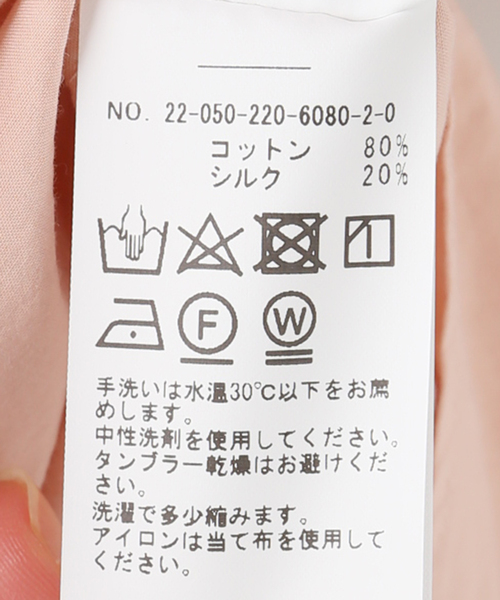 NO. 22-050-220-6080-2-0
コットン 80%
シルク 20%
F W
手洗いは水温30℃以下をお薦
めします。
中性洗剤を使用してください。
タンブラー乾燥はお避けくだ
さい。
洗濯で多少縮みます。
アイロンは当て布を使用して
ください。